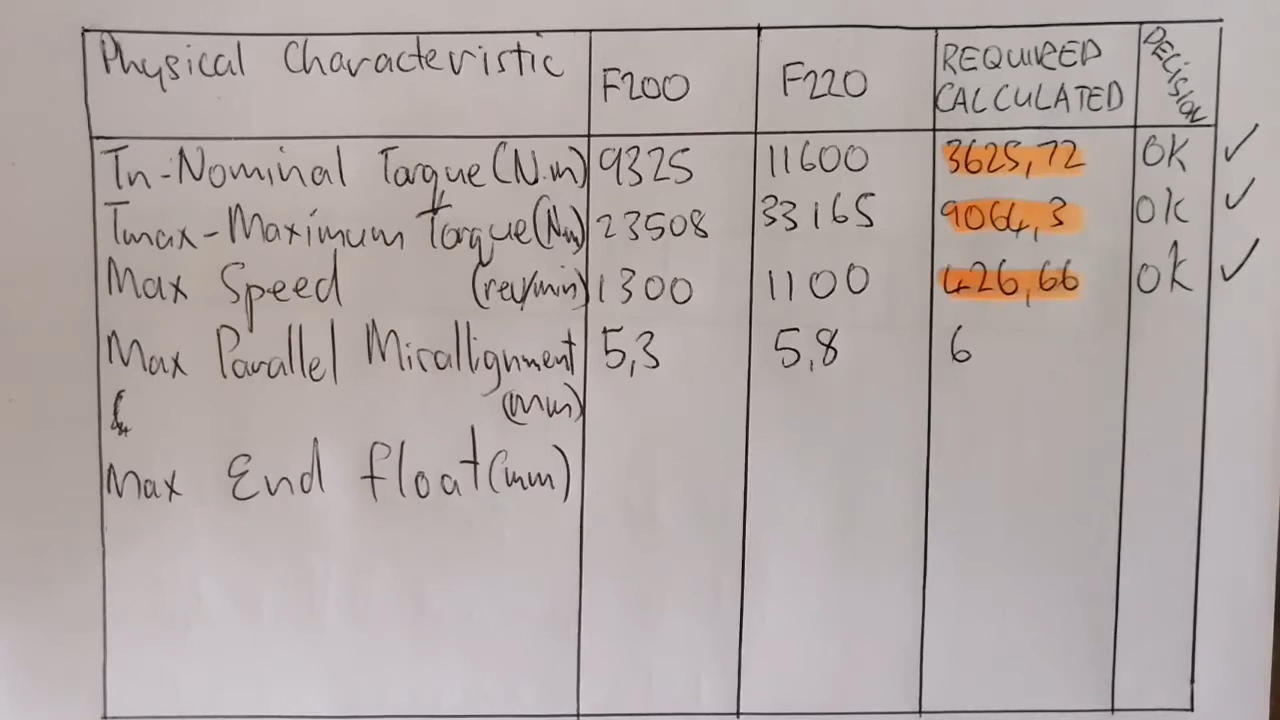 Physical Characteristic F200 F220 REQUIRED CALCULATED DECISION
Tn-Nominal Torque (N.m) 9325 11600 3625,72 OK ✓
Tmax-Maximum Torque (Nm) 23508 33165 9064,3 OK ✓
Max Speed (rev/min) 1300 1100 426,66 OK ✓
Max Parallel Micallignment 5,3 5,8 6
& (mm)
Max End float (mm)